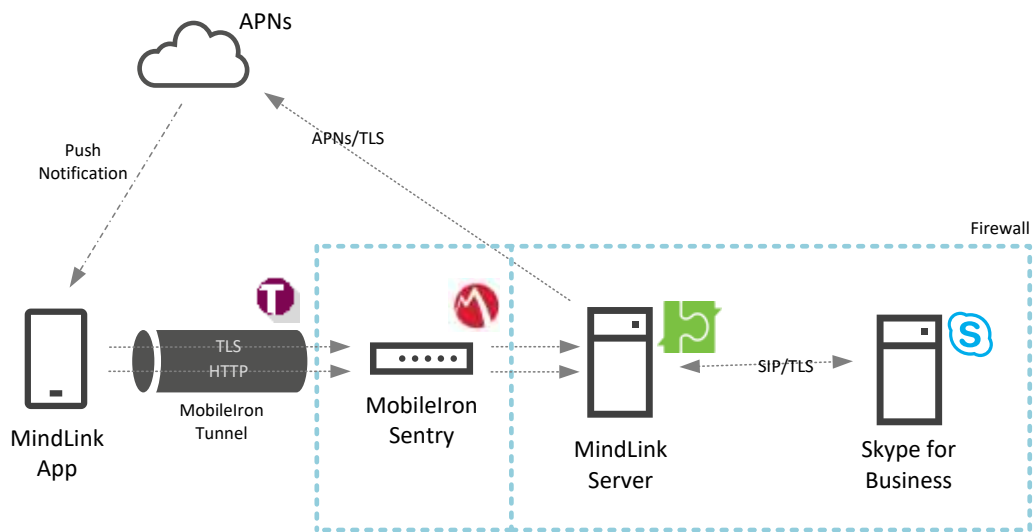 APNs
APNs/TLS
Push
Notification
Firewall
T
S
TLS
HTTP
SIP/TLS
MobileIron
Tunnel
MobileIron
Sentry
MindLink
App
MindLink
Server
Skype for
Business